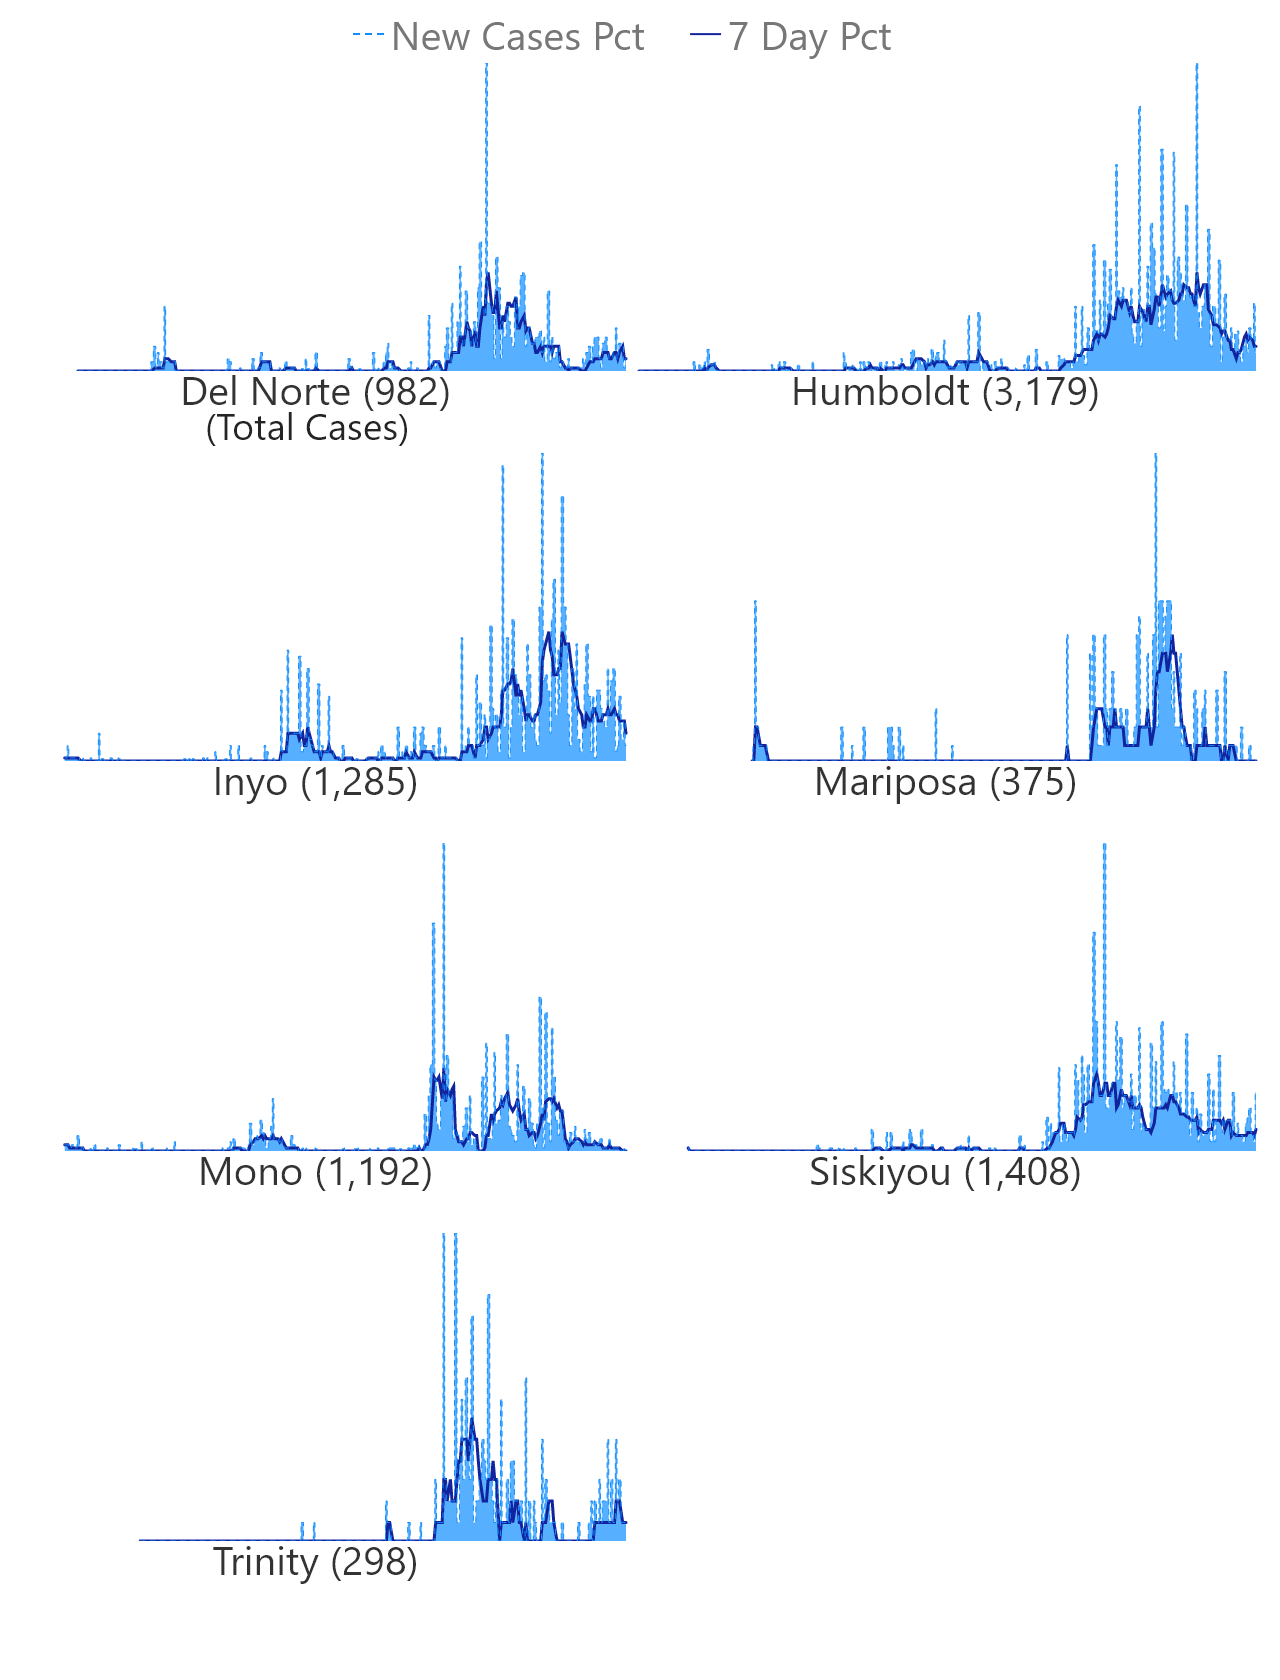 New Cases Pct 7 Day Pct
Del Norte (982) Humboldt (3,179)
(Total Cases)
Inyo (1,285) Mariposa (375)
Mono (1,192) Siskiyou (1,408)
Trinity (298)